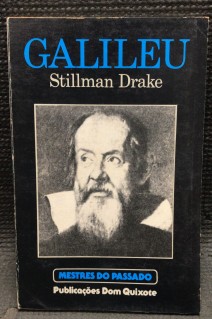 GALILEU
Stillman Drake
MESTRES DO PASSADO
Publicações Dom Quixote